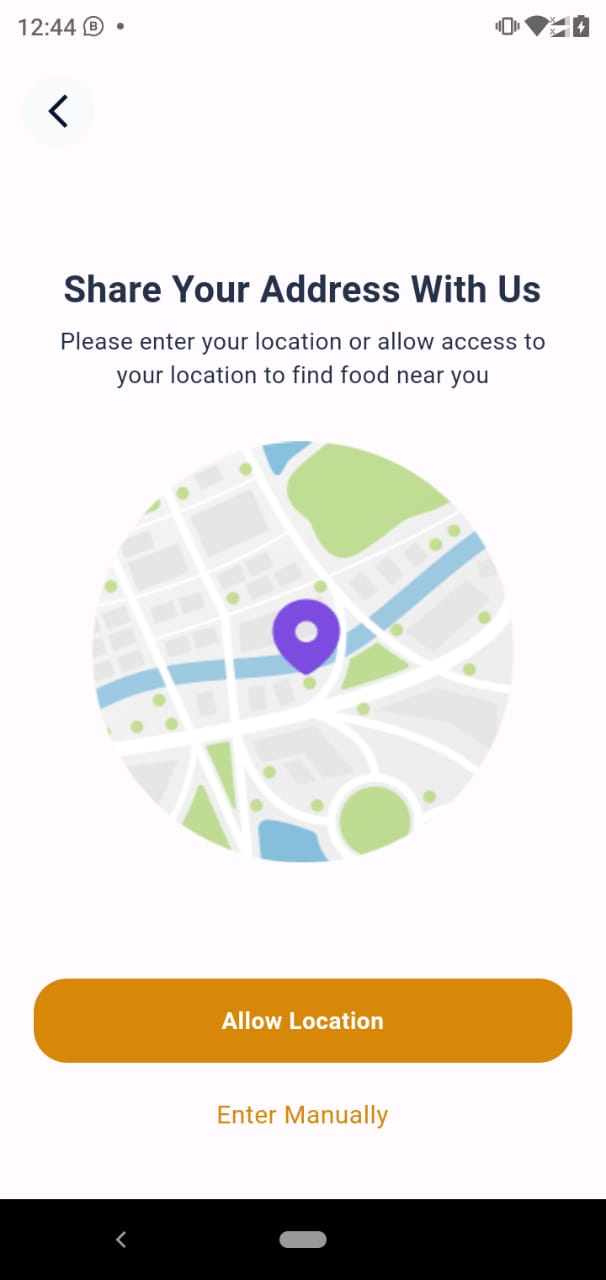 12:44
Share Your Address With Us
Please enter your location or allow access to
your location to find food near you
Allow Location
Enter Manually